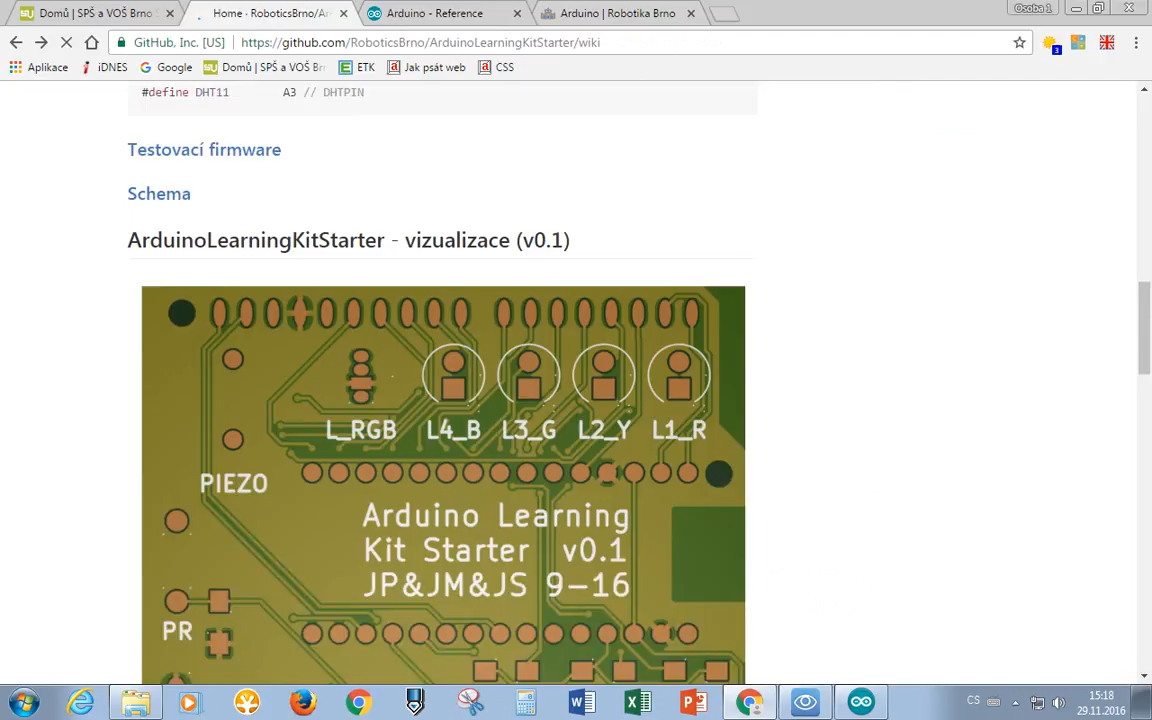 Domů | SPŠ a VOŠ Brno
Home · RoboticsBrno/Ar
Arduino - Reference
Arduino | Robotika Brno
Osoba 1
GitHub, Inc. [US]
https://github.com/RoboticsBrno/ArduinoLearningKitStarter/wiki
3
Aplikace
iDNES
Google
Domů | SPŠ a VOŠ Br
ETK
Jak psát web
CSS
#define DHT11 A3 // DHTPIN
Testovací firmware
Schema
ArduinoLearningKitStarter - vizualizace (v0.1)
L_RGB L4_B L3_G L2_Y L1_R
PIEZO
Arduino Learning
Kit Starter v0.1
JP&JM&JS 9-16
PR
CS
15:18
29.11.2016